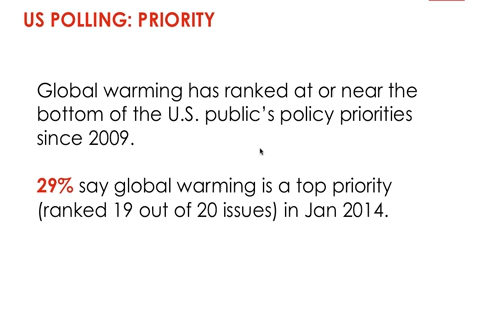 US POLLING: PRIORITY
Global warming has ranked at or near the
bottom of the U.S. public's policy priorities
since 2009.
29% say global warming is a top priority
(ranked 19 out of 20 issues) in Jan 2014.